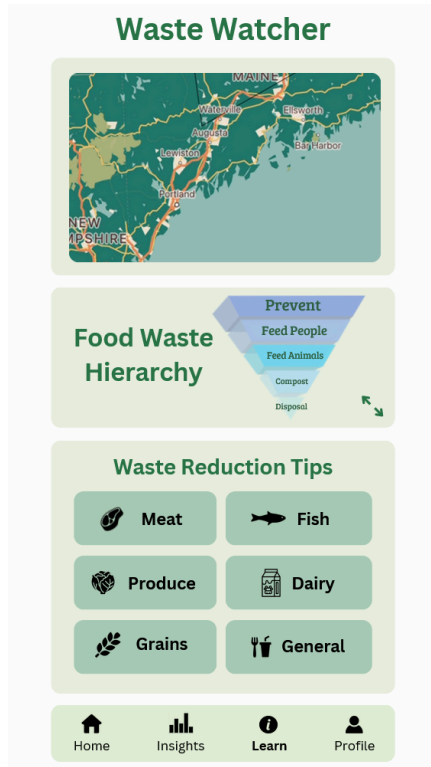 Waste Watcher
MAINE
Waterville
Ellsworth
Augusta
Bar Harbor
Lewiston
Portland
NEW
MPSHIRE
Food Waste
Hierarchy
Prevent
Feed People
Feed Animals
Compost
Disposal
Waste Reduction Tips
Meat
Fish
Produce
Dairy
Grains
General
Home
Insights
Learn
Profile